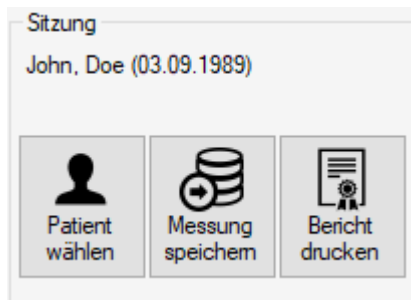 Sitzung
John, Doe (03.09.1989)
Patient
wählen
Messung
speichern
Bericht
drucken